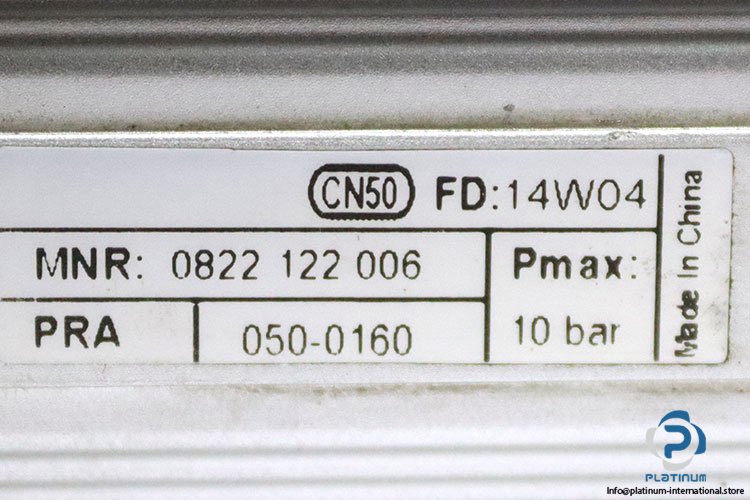 CN50 FD:14W04
MNR: 0822 122 006
Pmax:
PRA
050-0160
10 bar
Made In China
PLATINUM
Info@platinum-international.store